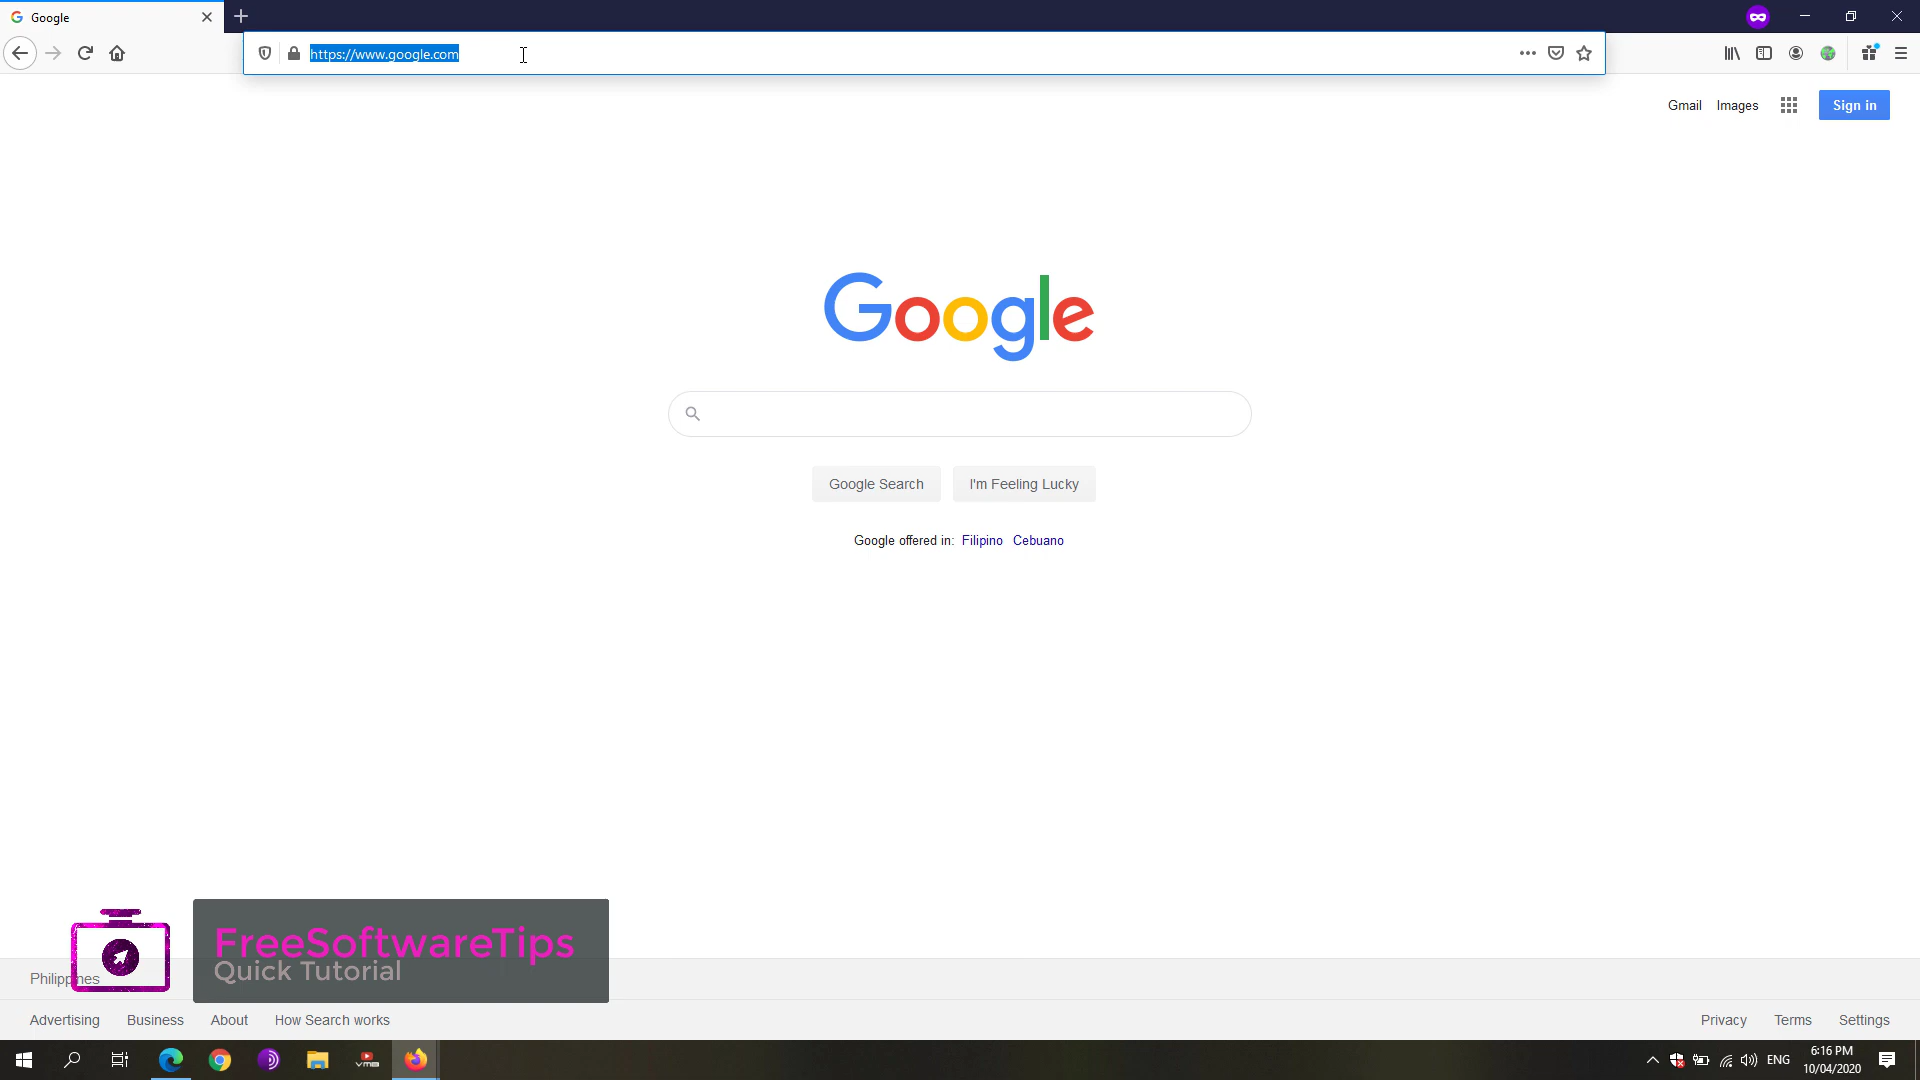 Google
https://www.google.com
Gmail Images Sign in
Google
Google Search I'm Feeling Lucky
Google offered in: Filipino Cebuano
FreeSoftwareTips
Quick Tutorial
Philippines
Advertising Business About How Search works Privacy Terms Settings
vmb
ENG
6:16 PM
10/04/2020